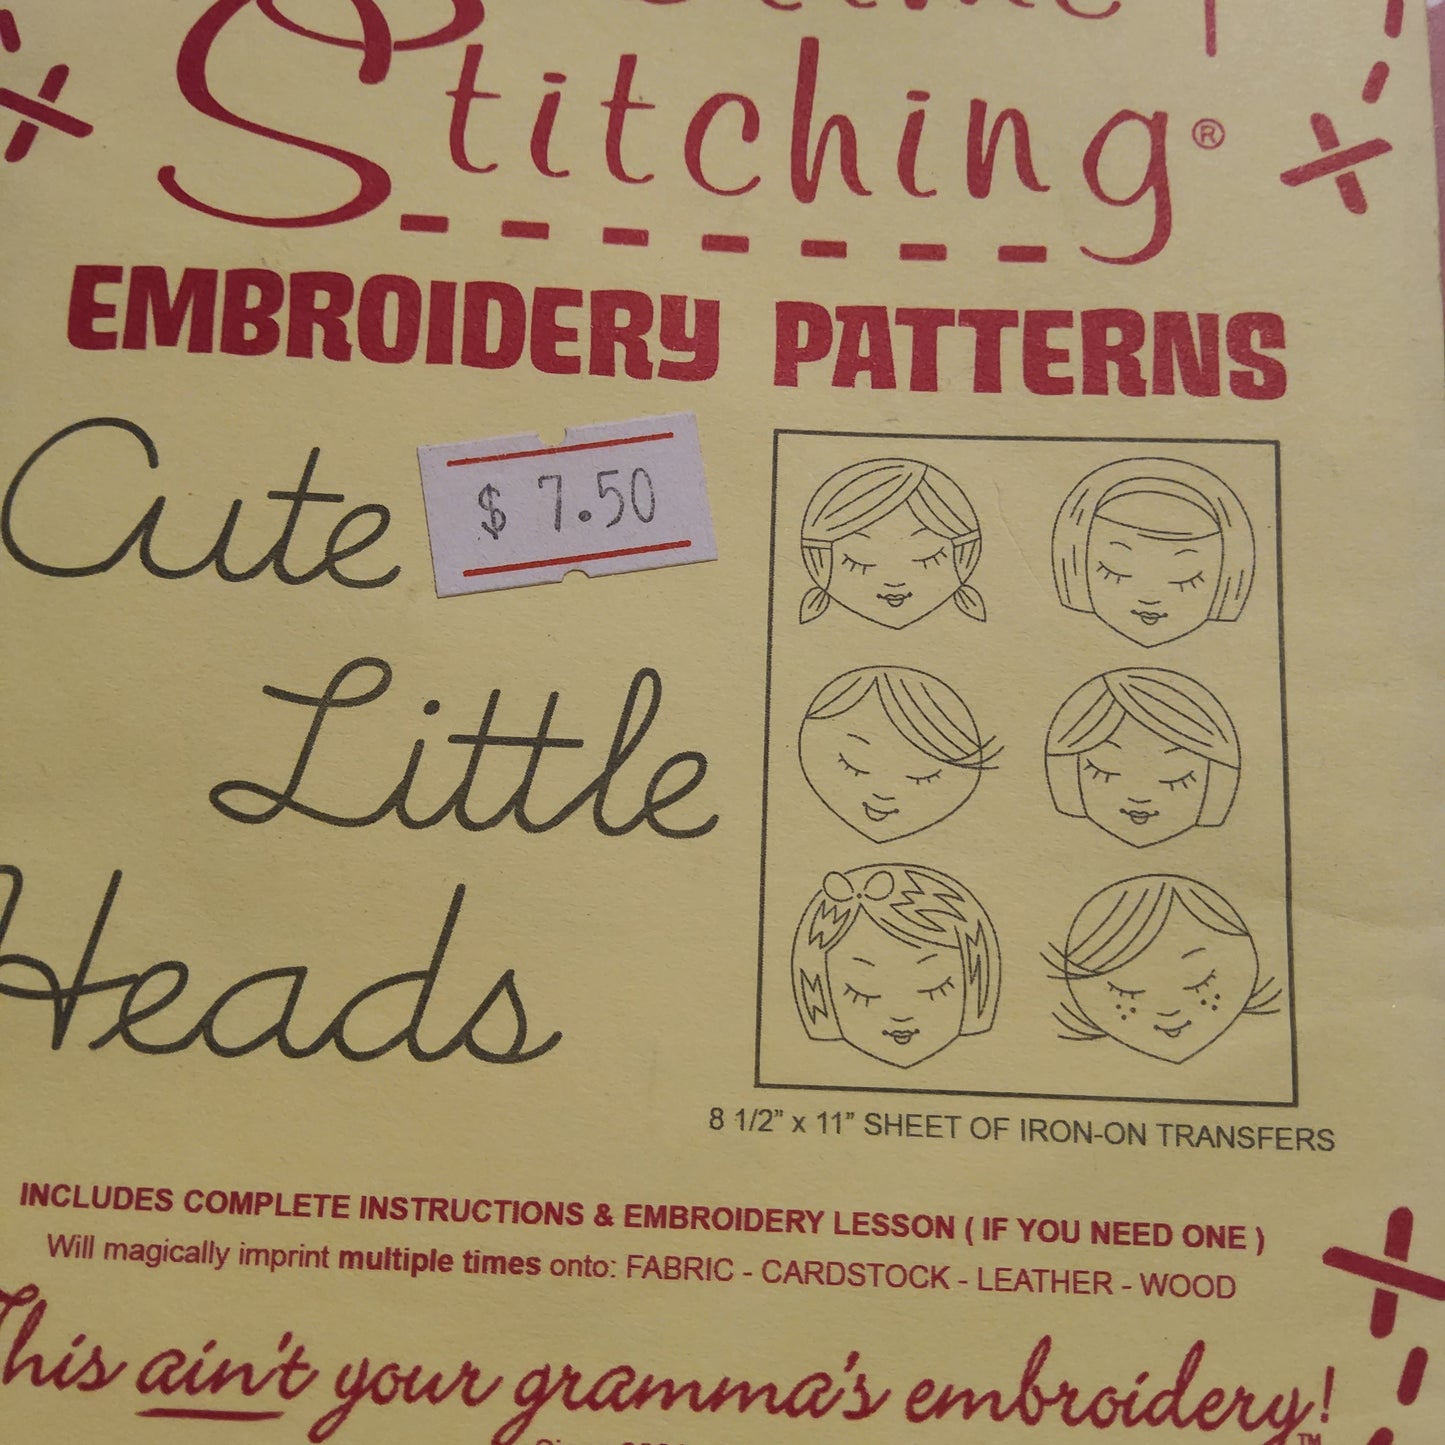 Stitching®
EMBROIDERY PATTERNS
Cute
$ 7.50
Little
Heads
8 1/2” x 11” SHEET OF IRON-ON TRANSFERS
INCLUDES COMPLETE INSTRUCTIONS & EMBROIDERY LESSON ( IF YOU NEED ONE )
Will magically imprint multiple times onto: FABRIC - CARDSTOCK - LEATHER - WOOD
This ain't your gramma's embroidery!™